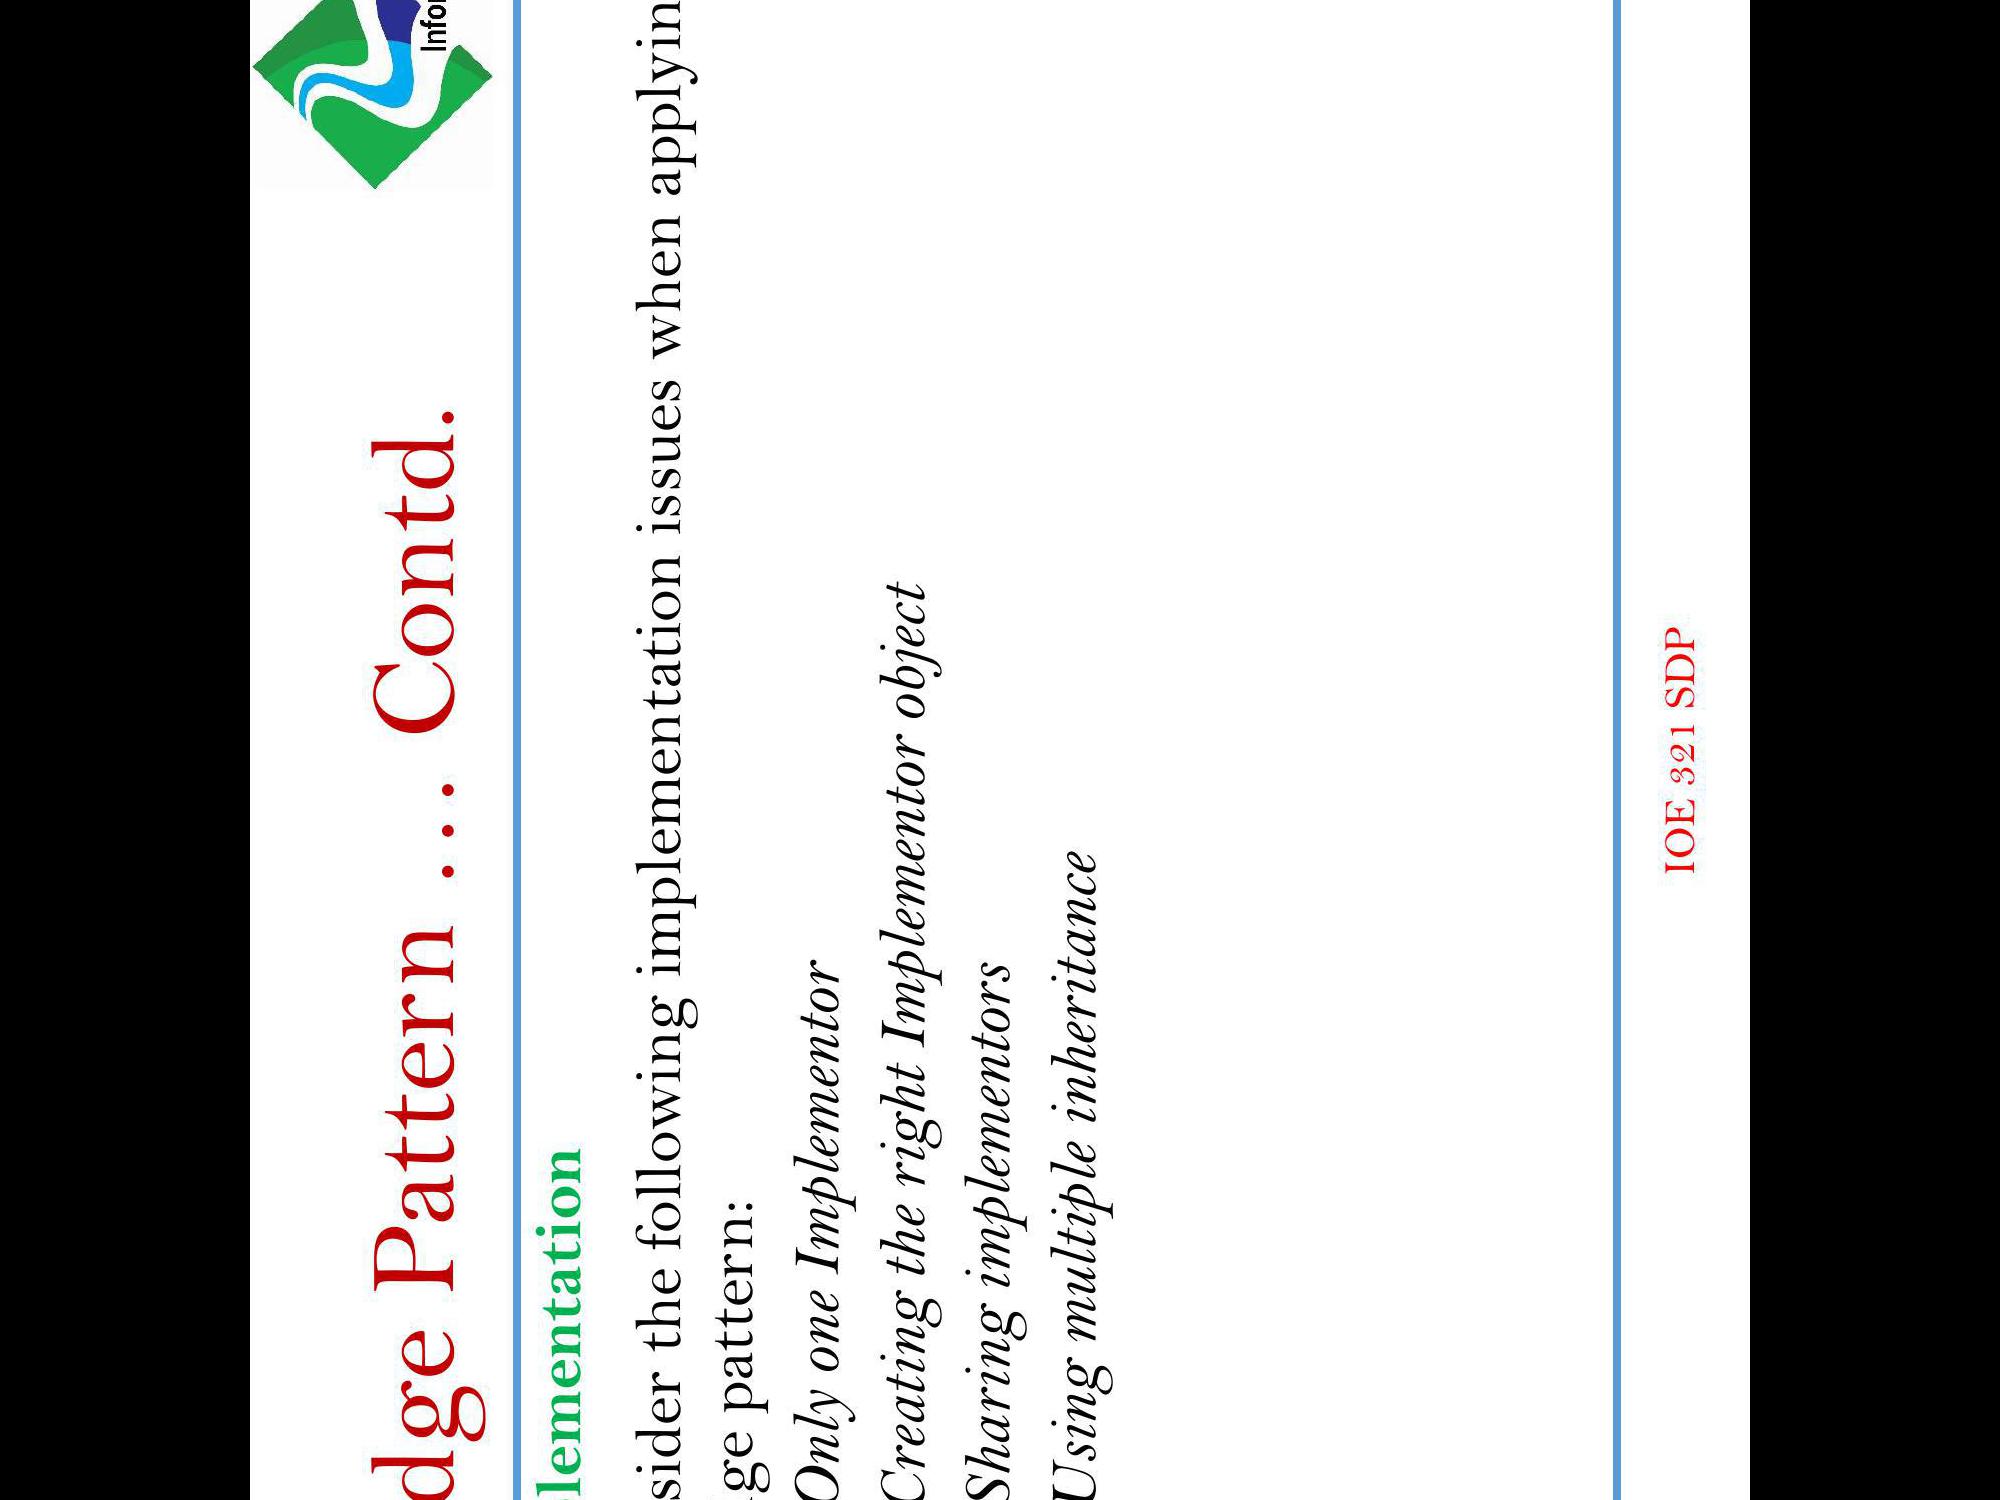 Infor
dge Pattern ... Contd.
lementation
sider the following implementation issues when applyin
ge pattern:
Only one Implementor
Creating the right Implementor object
Sharing implementors
Using multiple inheritance
IOE 321 SDP